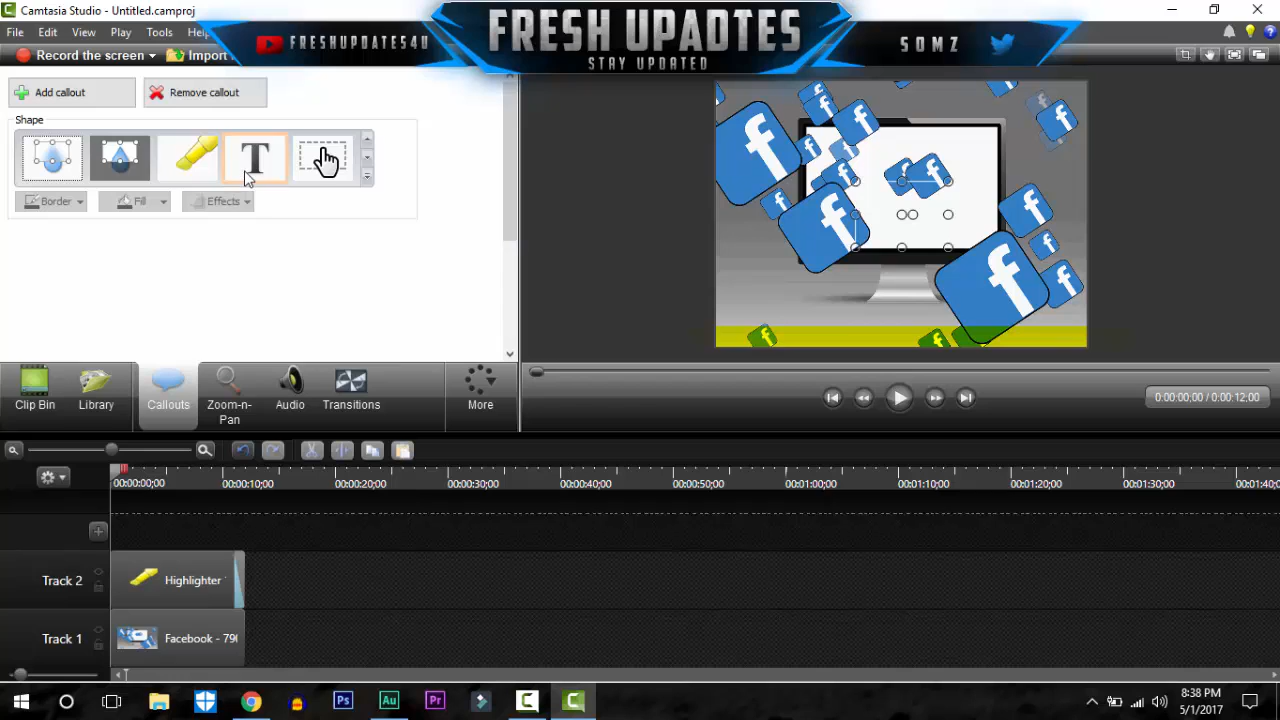 Camtasia Studio - Untitled.camproj
File Edit View Play Tools
FRESHUPDATES4U
FRESH UPADTES
STAY UPDATED
SOMZ
Record the screen
Import
Add callout
Remove callout
Shape
T
Border
Fill
Effects
Clip Bin
Library
Callouts
Zoom-n-Pan
Audio
Transitions
More
0:00:00;00 / 0:00:12;00
00:00:00;00 00:00:10;00 00:00:20;00 00:00:30;00 00:00:40;00 00:00:50;00 00:01:00;00 00:01:10;00 00:01:20;00 00:01:30;00
Track 2
Highlighter
Track 1
Facebook - 790
Ps Au Pr
8:38 PM
5/1/2017